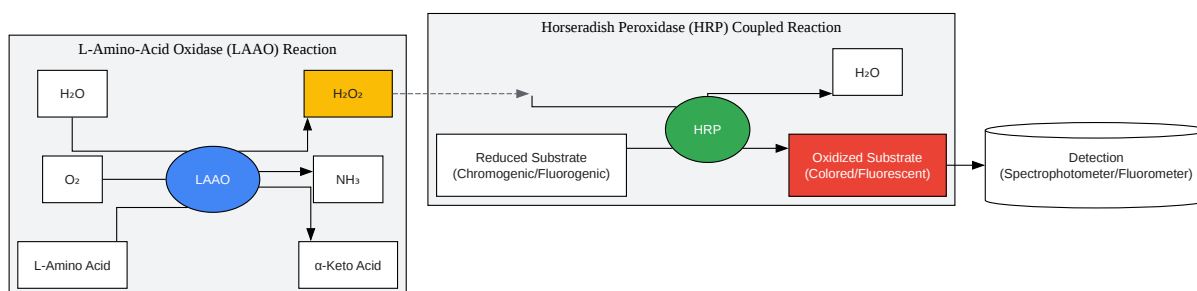 L-Amino-Acid Oxidase (LAAO) Reaction
H₂O
H₂O₂
O₂
LAAO
NH₃
L-Amino Acid
α-Keto Acid
Horseradish Peroxidase (HRP) Coupled Reaction
H₂O
HRP
Reduced Substrate
(Chromogenic/Fluorogenic)
Oxidized Substrate
(Colored/Fluorescent)
Detection
(Spectrophotometer/Fluorometer)